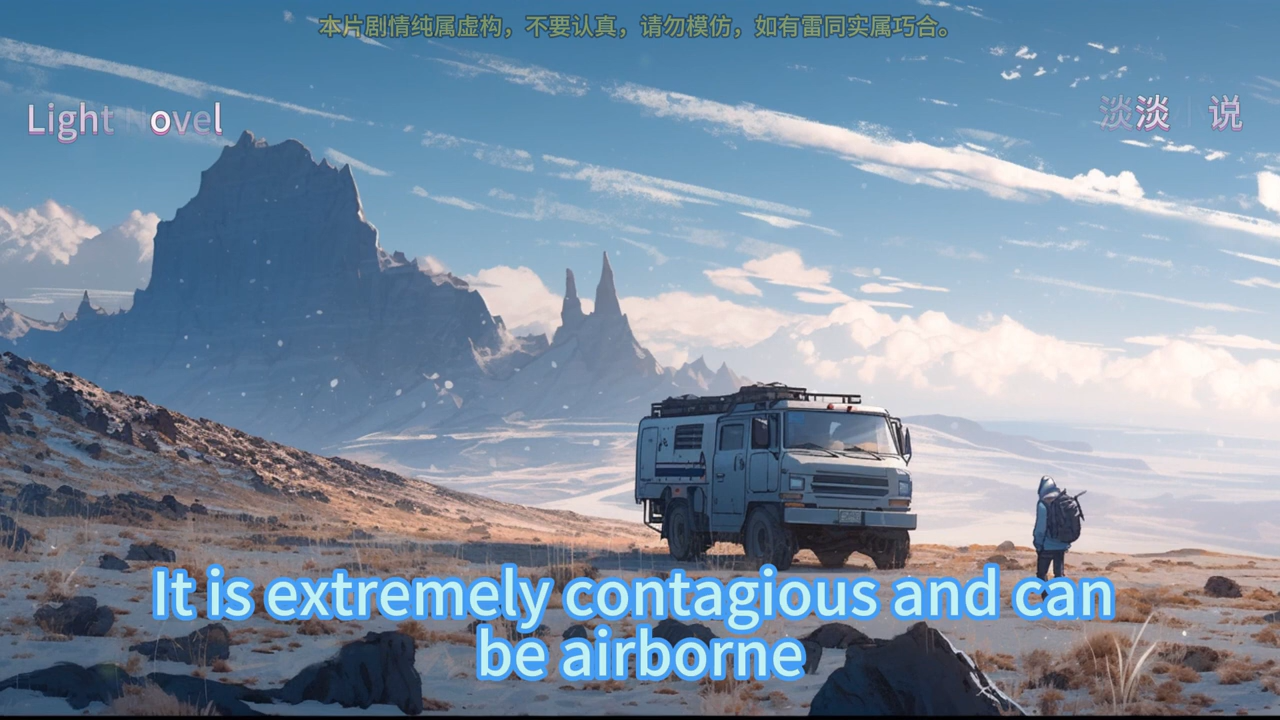 本片剧情纯属虚构，不要认真，请勿模仿，如有雷同实属巧合。
Light Novel
淡淡 说
It is extremely contagious and can
be airborne